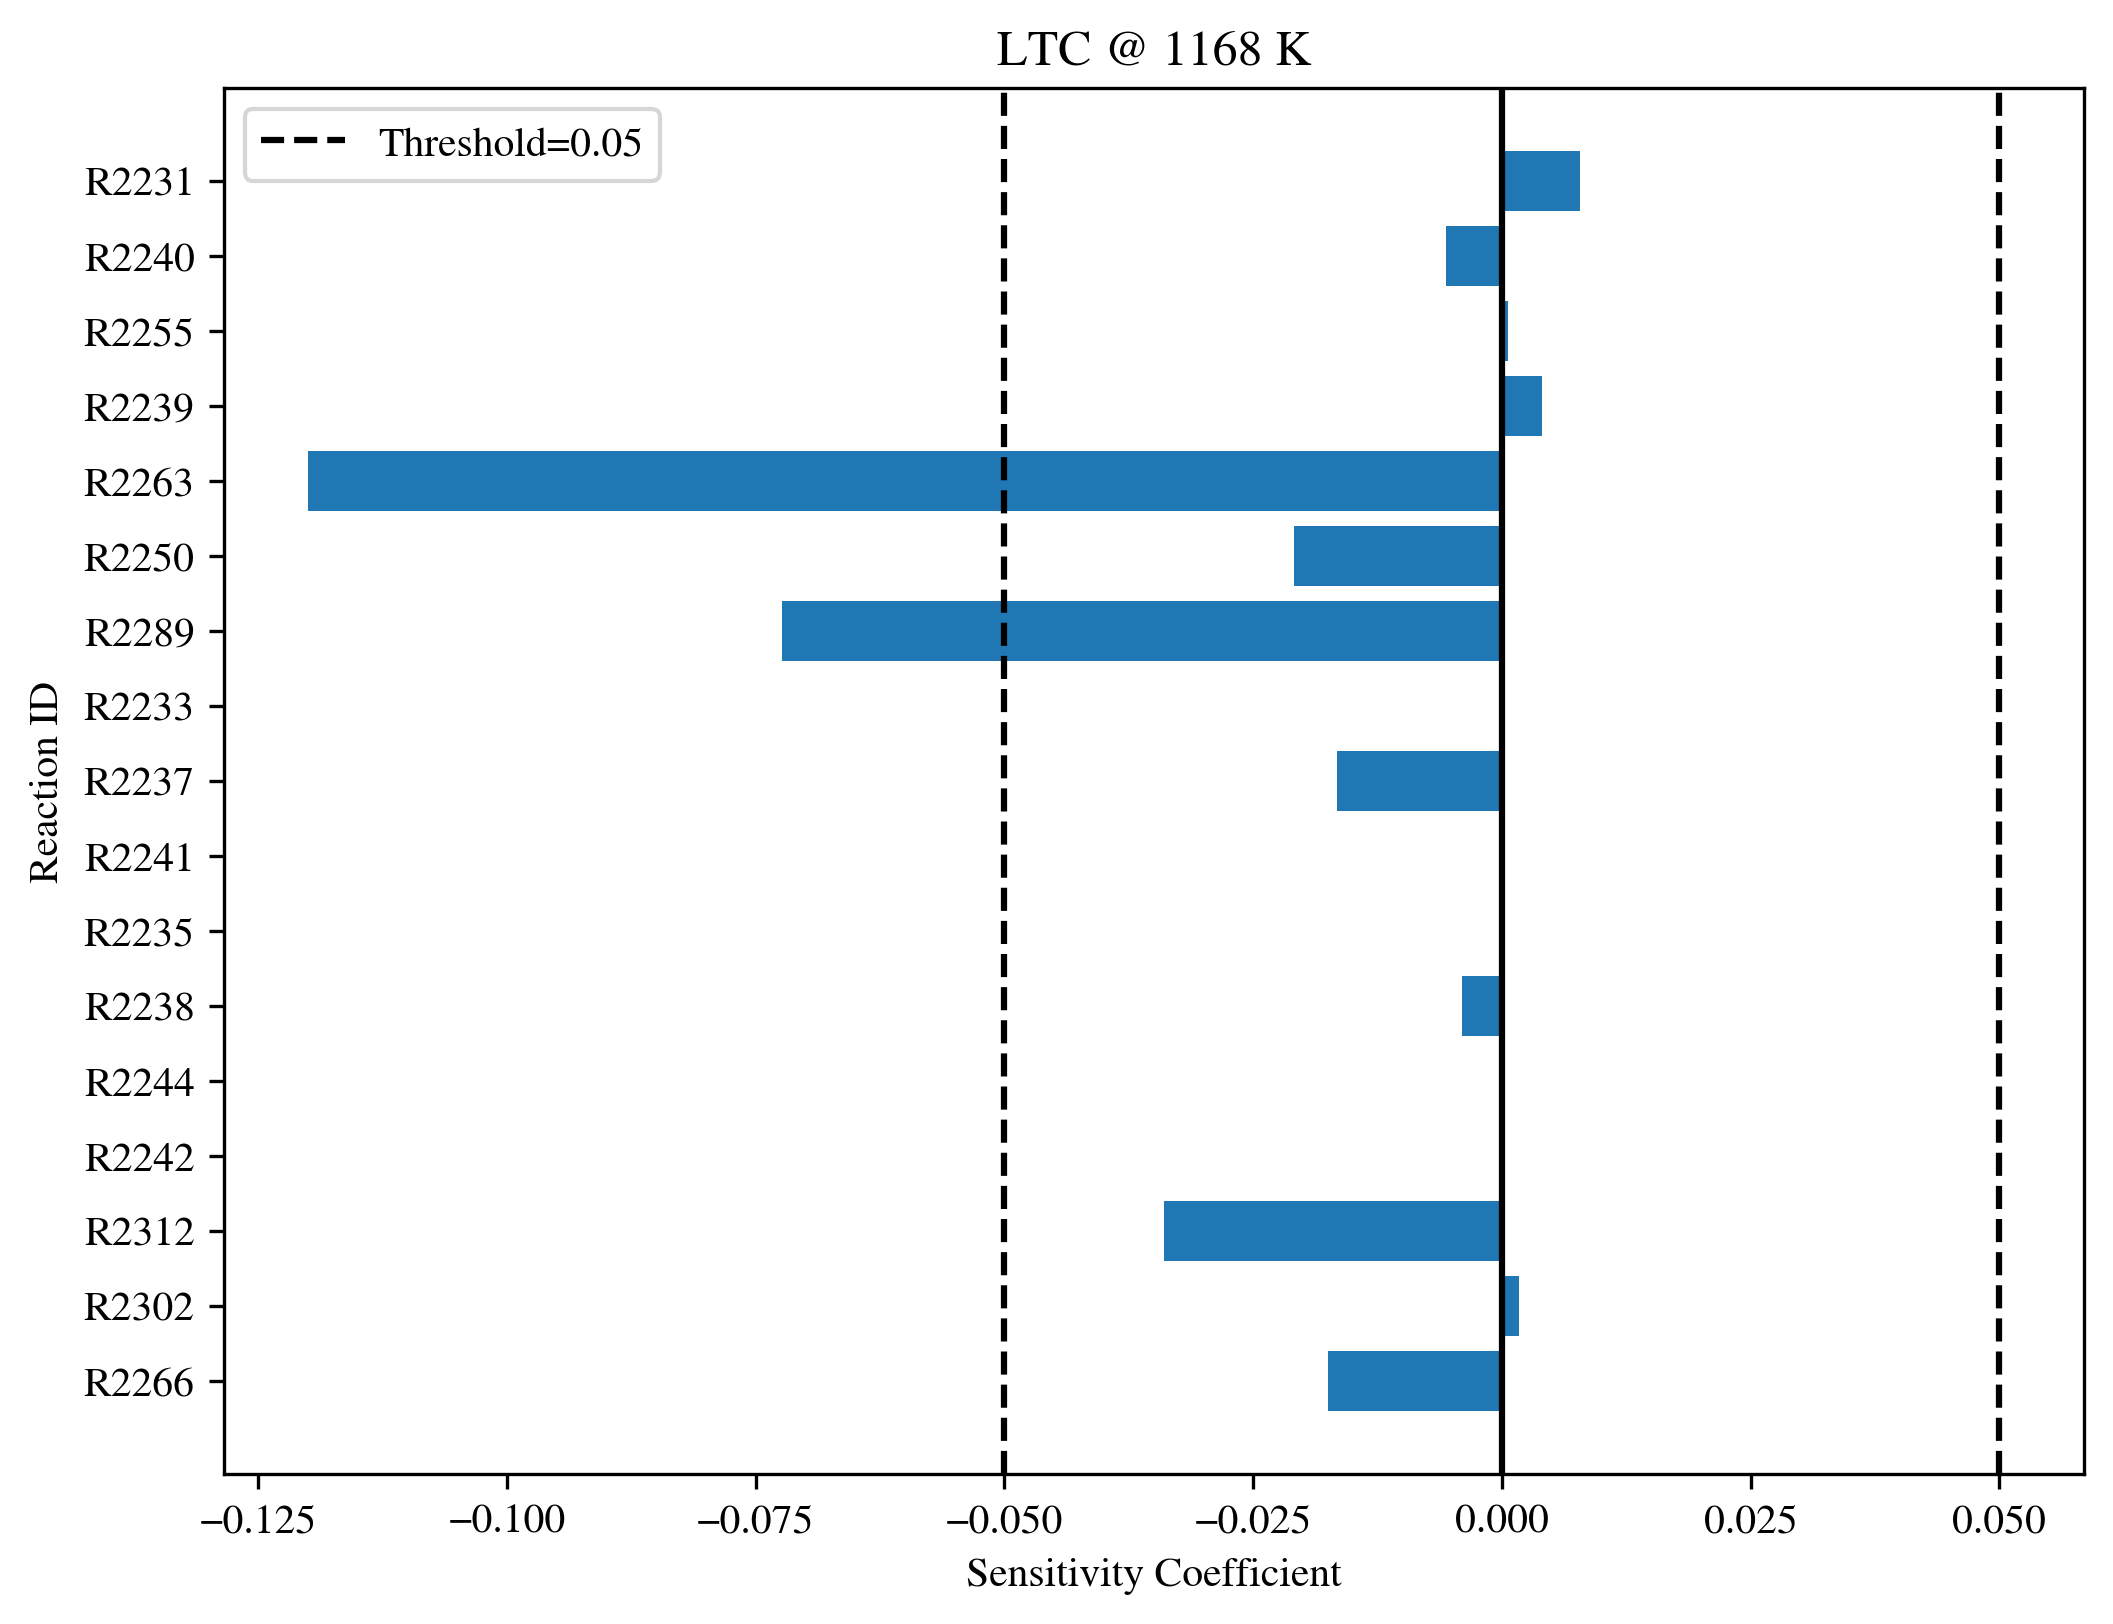 LTC @ 1168 K
Threshold=0.05
R2231
R2240
R2255
R2239
R2263
R2250
R2289
R2233
R2237
R2241
R2235
R2238
R2244
R2242
R2312
R2302
R2266
Reaction ID
−0.125 −0.100 −0.075 −0.050 −0.025 0.000 0.025 0.050
Sensitivity Coefficient